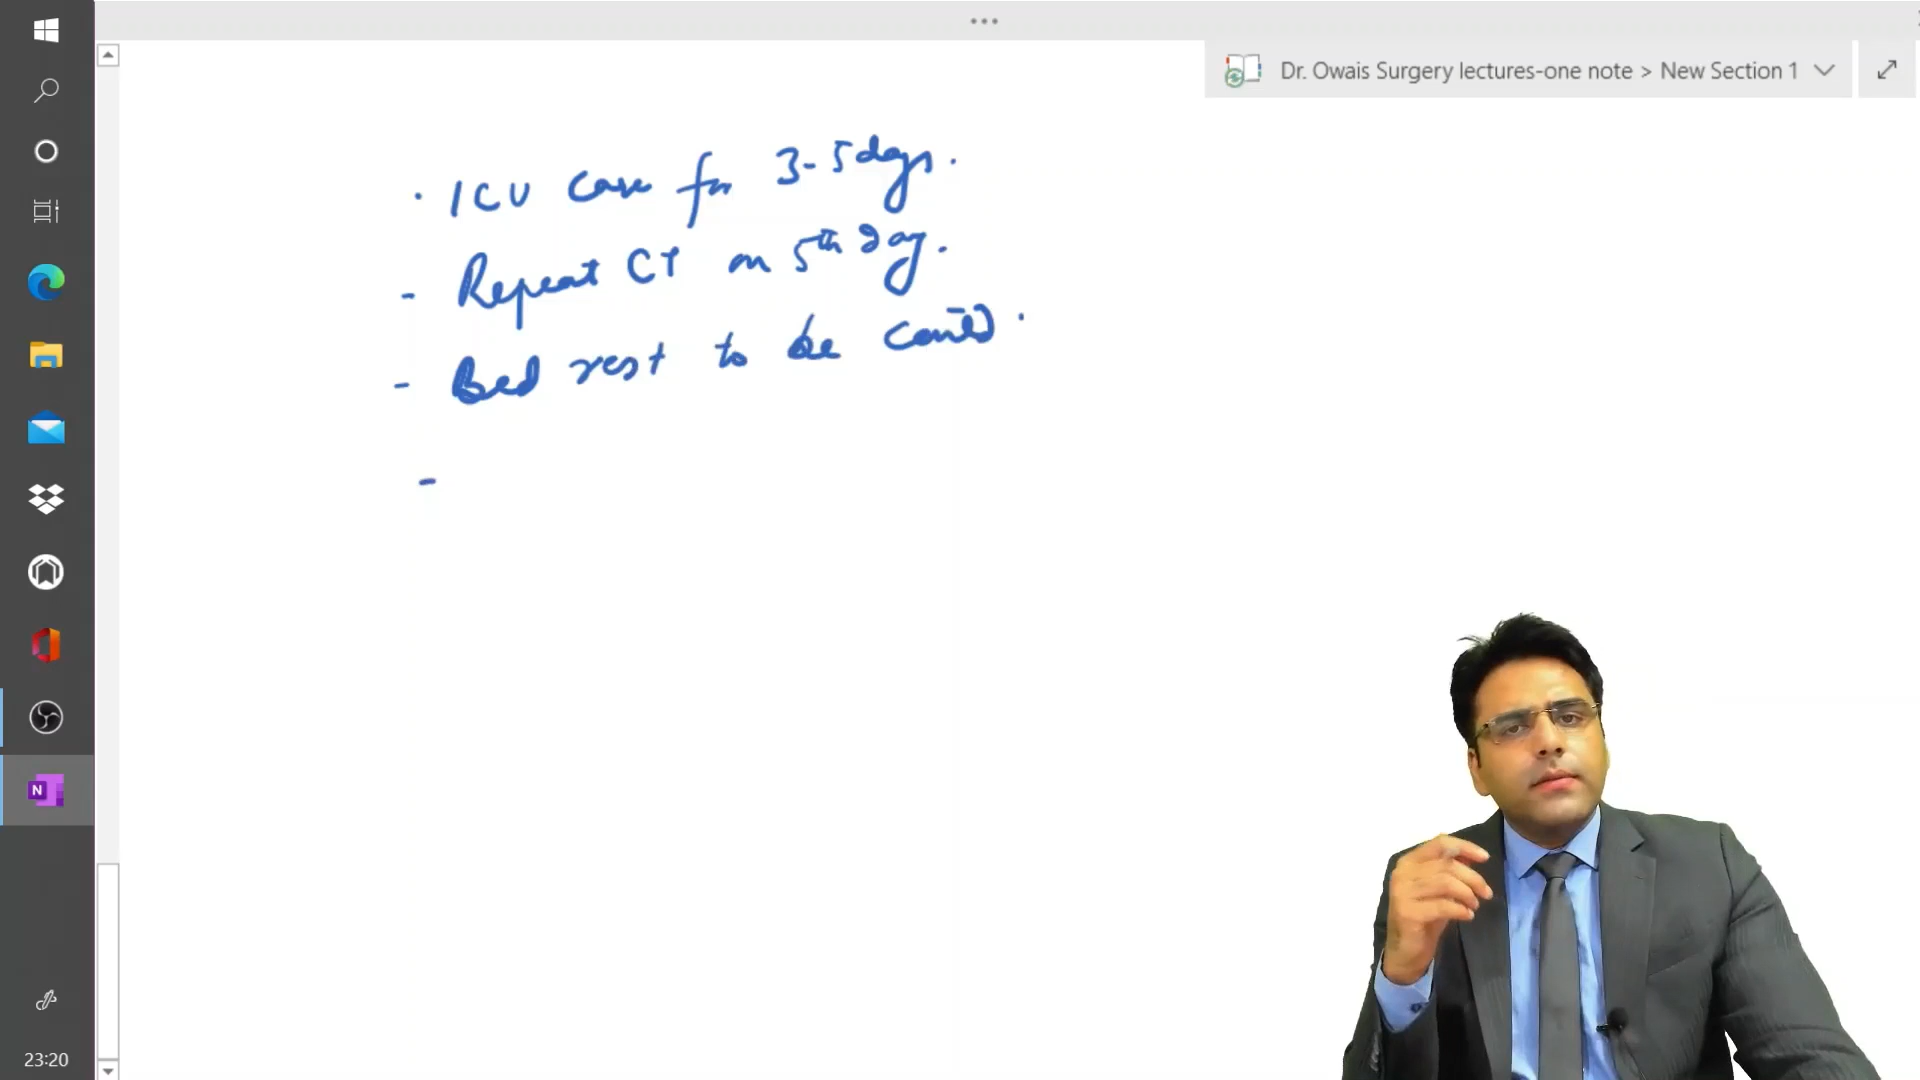 Dr. Owais Surgery lectures-one note > New Section 1
· ICU care for 3-5 days.
- Repeat CT on 5th day.
- Bed rest to be cont'd.
-
N
23:20